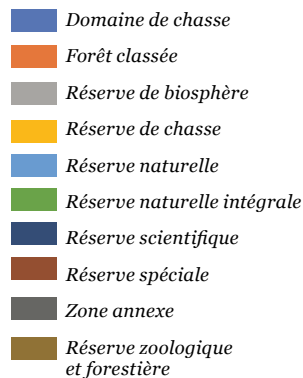 Domaine de chasse
Forêt classée
Réserve de biosphère
Réserve de chasse
Réserve naturelle
Réserve naturelle intégrale
Réserve scientifique
Réserve spéciale
Zone annexe
Réserve zoologique
et forestière